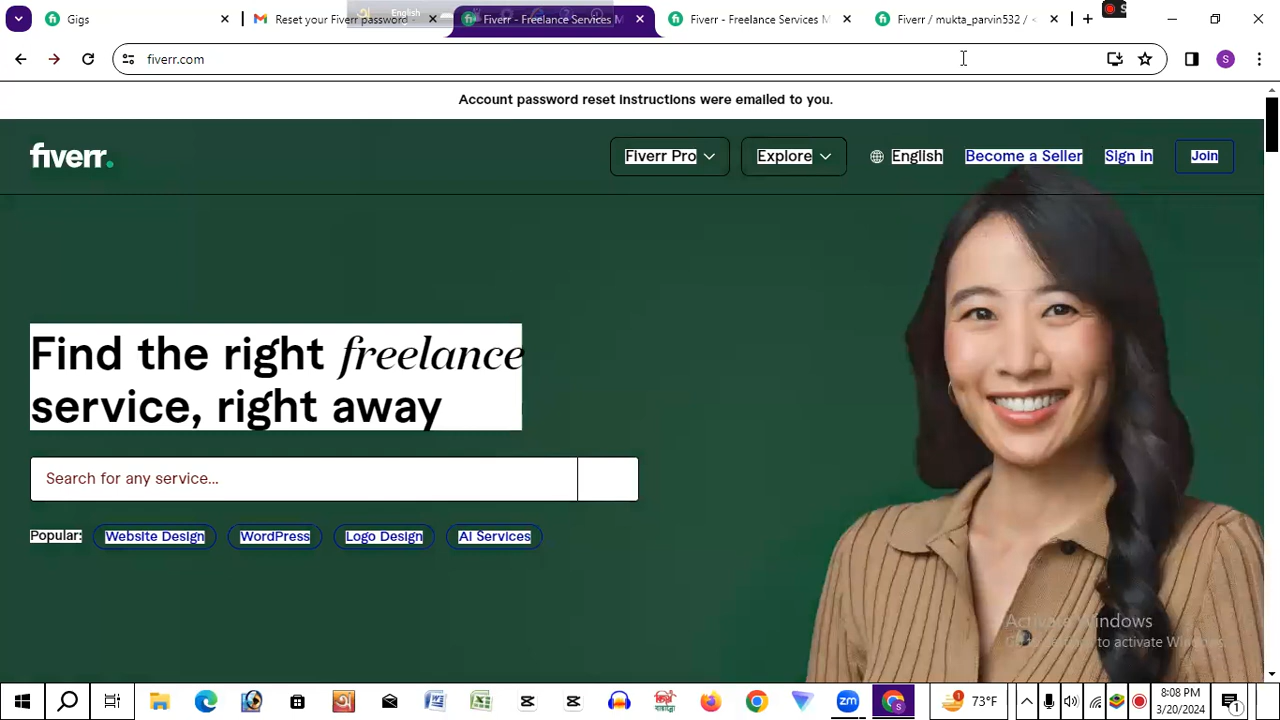 Gigs
Reset your Fiverr password -
English
Fiverr - Freelance Services M
Fiverr - Freelance Services M
Fiverr / mukta_parvin532 /
S
fiverr.com
S
Account password reset instructions were emailed to you.
fiverr.
Fiverr Pro
Explore
English
Become a Seller
Sign In
Join
Find the right freelance
service, right away
Search for any service...
Popular:
Website Design
WordPress
Logo Design
AI Services
Activate Windows
Go to Settings to activate Windows.
zm
73°F
8:08 PM
3/20/2024
1